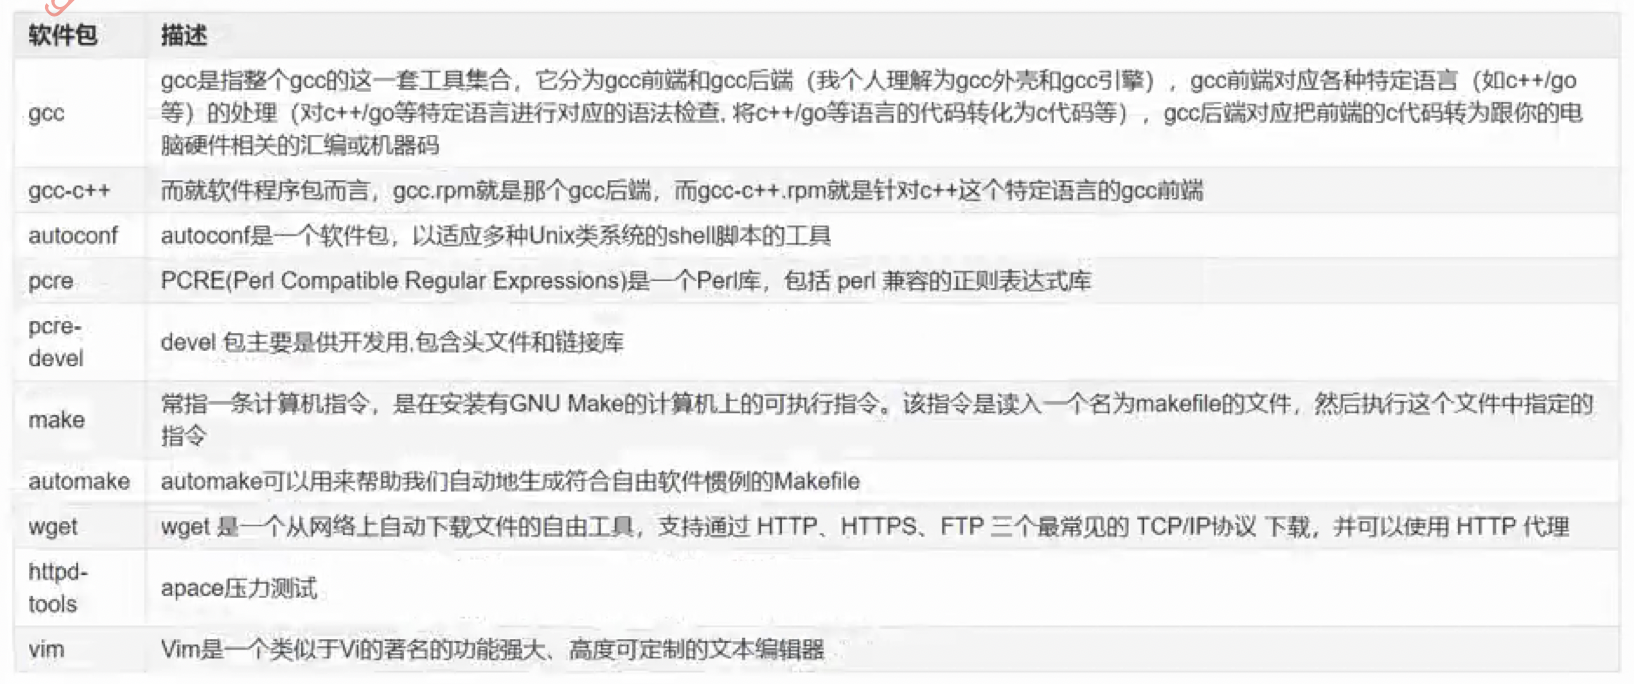 软件包 描述
gcc是指整个gcc的这一套工具集合，它分为gcc前端和gcc后端（我个人理解为gcc外壳和gcc引擎），gcc前端对应各种特定语言（如c++/go
gcc 等）的处理（对c++/go等特定语言进行对应的语法检查, 将c++/go等语言的代码转化为c代码等），gcc后端对应把前端的c代码转为跟你的电
脑硬件相关的汇编或机器码
gcc-c++ 而就软件程序包而言，gcc.rpm就是那个gcc后端，而gcc-c++.rpm就是针对c++这个特定语言的gcc前端
autoconf autoconf是一个软件包，以适应多种Unix类系统的shell脚本的工具
pcre PCRE(Perl Compatible Regular Expressions)是一个Perl库，包括 perl 兼容的正则表达式库
pcre-
devel devel 包主要是供开发用,包含头文件和链接库
make 常指一条计算机指令，是在安装有GNU Make的计算机上的可执行指令。该指令是读入一个名为makefile的文件，然后执行这个文件中指定的
指令
automake automake可以用来帮助我们自动地生成符合自由软件惯例的Makefile
wget wget 是一个从网络上自动下载文件的自由工具，支持通过 HTTP、HTTPS、FTP 三个最常见的 TCP/IP协议 下载，并可以使用 HTTP 代理
httpd-
tools apace压力测试
vim Vim是一个类似于Vi的著名的功能强大、高度可定制的文本编辑器